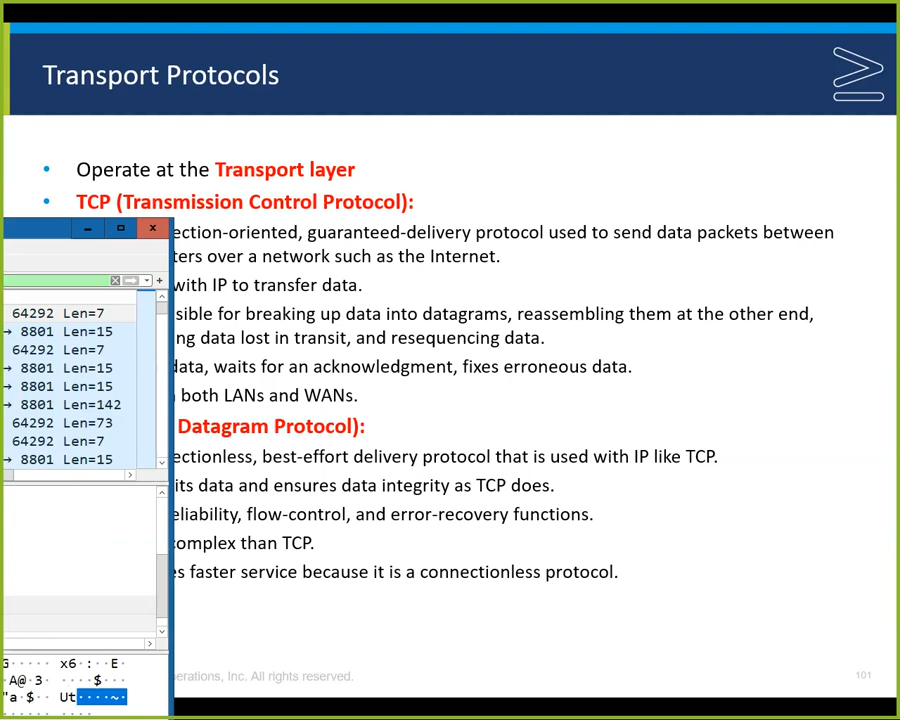 Transport Protocols
• Operate at the Transport layer
• TCP (Transmission Control Protocol):
ection-oriented, guaranteed-delivery protocol used to send data packets between
ters over a network such as the Internet.
with IP to transfer data.
sible for breaking up data into datagrams, reassembling them at the other end,
ng data lost in transit, and resequencing data.
data, waits for an acknowledgment, fixes erroneous data.
both LANs and WANs.
Datagram Protocol):
ectionless, best-effort delivery protocol that is used with IP like TCP.
its data and ensures data integrity as TCP does.
eliability, flow-control, and error-recovery functions.
complex than TCP.
s faster service because it is a connectionless protocol.
64292 Len=7
→ 8801 Len=15
64292 Len=7
→ 8801 Len=15
→ 8801 Len=15
→ 8801 Len=142
64292 Len=73
64292 Len=7
→ 8801 Len=15
G····· x6 : ··E
·A@·3 ····$··
"a·$·· Ut····~·
erations, Inc. All rights reserved.
101